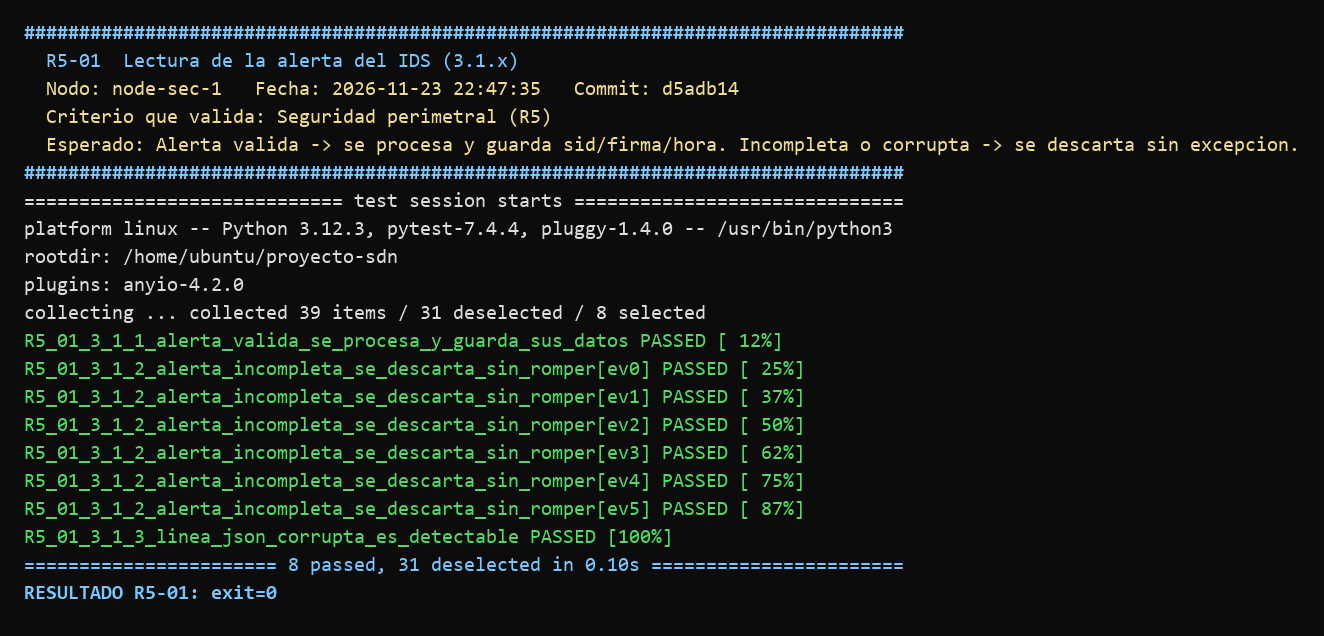 ################################################################################
  R5-01  Lectura de la alerta del IDS (3.1.x)
  Nodo: node-sec-1   Fecha: 2026-11-23 22:47:35   Commit: d5adb14
  Criterio que valida: Seguridad perimetral (R5)
  Esperado: Alerta valida -> se procesa y guarda sid/firma/hora. Incompleta o corrupta -> se descarta sin excepcion.
################################################################################
============================= test session starts ==============================
platform linux -- Python 3.12.3, pytest-7.4.4, pluggy-1.4.0 -- /usr/bin/python3
rootdir: /home/ubuntu/proyecto-sdn
plugins: anyio-4.2.0
collecting ... collected 39 items / 31 deselected / 8 selected
R5_01_3_1_1_alerta_valida_se_procesa_y_guarda_sus_datos PASSED [ 12%]
R5_01_3_1_2_alerta_incompleta_se_descarta_sin_romper[ev0] PASSED [ 25%]
R5_01_3_1_2_alerta_incompleta_se_descarta_sin_romper[ev1] PASSED [ 37%]
R5_01_3_1_2_alerta_incompleta_se_descarta_sin_romper[ev2] PASSED [ 50%]
R5_01_3_1_2_alerta_incompleta_se_descarta_sin_romper[ev3] PASSED [ 62%]
R5_01_3_1_2_alerta_incompleta_se_descarta_sin_romper[ev4] PASSED [ 75%]
R5_01_3_1_2_alerta_incompleta_se_descarta_sin_romper[ev5] PASSED [ 87%]
R5_01_3_1_3_linea_json_corrupta_es_detectable PASSED [100%]
======================= 8 passed, 31 deselected in 0.10s =======================
RESULTADO R5-01: exit=0